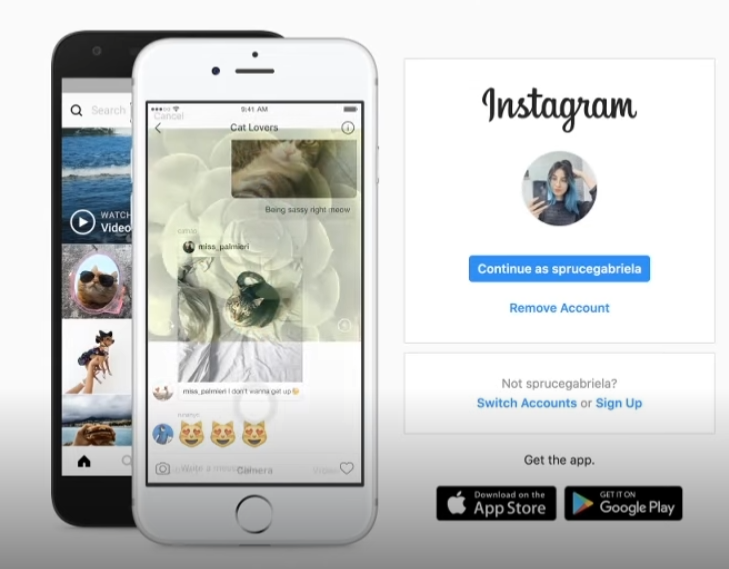 Search
WATCH
Video
9:41 AM
Cancel
Cat Lovers
Being sassy right meow
miss_palmieri
miss_palmieri I don't wanna get up
Write a message
Camera
Video
Instagram
Continue as sprucegabriela
Remove Account
Not sprucegabriela?
Switch Accounts or Sign Up
Get the app.
Download on the
App Store
GET IT ON
Google Play